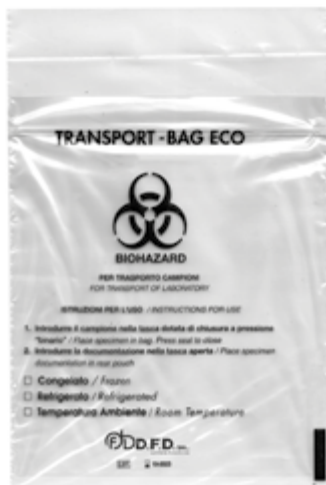 TRANSPORT-BAG ECO
BIOHAZARD
PER TRASPORTO CAMPIONI
FOR TRANSPORT OF LABORATORY
ISTRUZIONI PER L'USO / INSTRUCTIONS FOR USE
1. Introdurre il campione nella tasca dotata di chiusura a pressione
"binario" / Place specimen in bag. Press seal to close
2. Introdurre la documentazione nella tasca aperta / Place specimen
documentation in rear pouch
Congelato / Frozen
Refrigerato / Refrigerated
Temperatura Ambiente / Room Temperature
D.F.D.